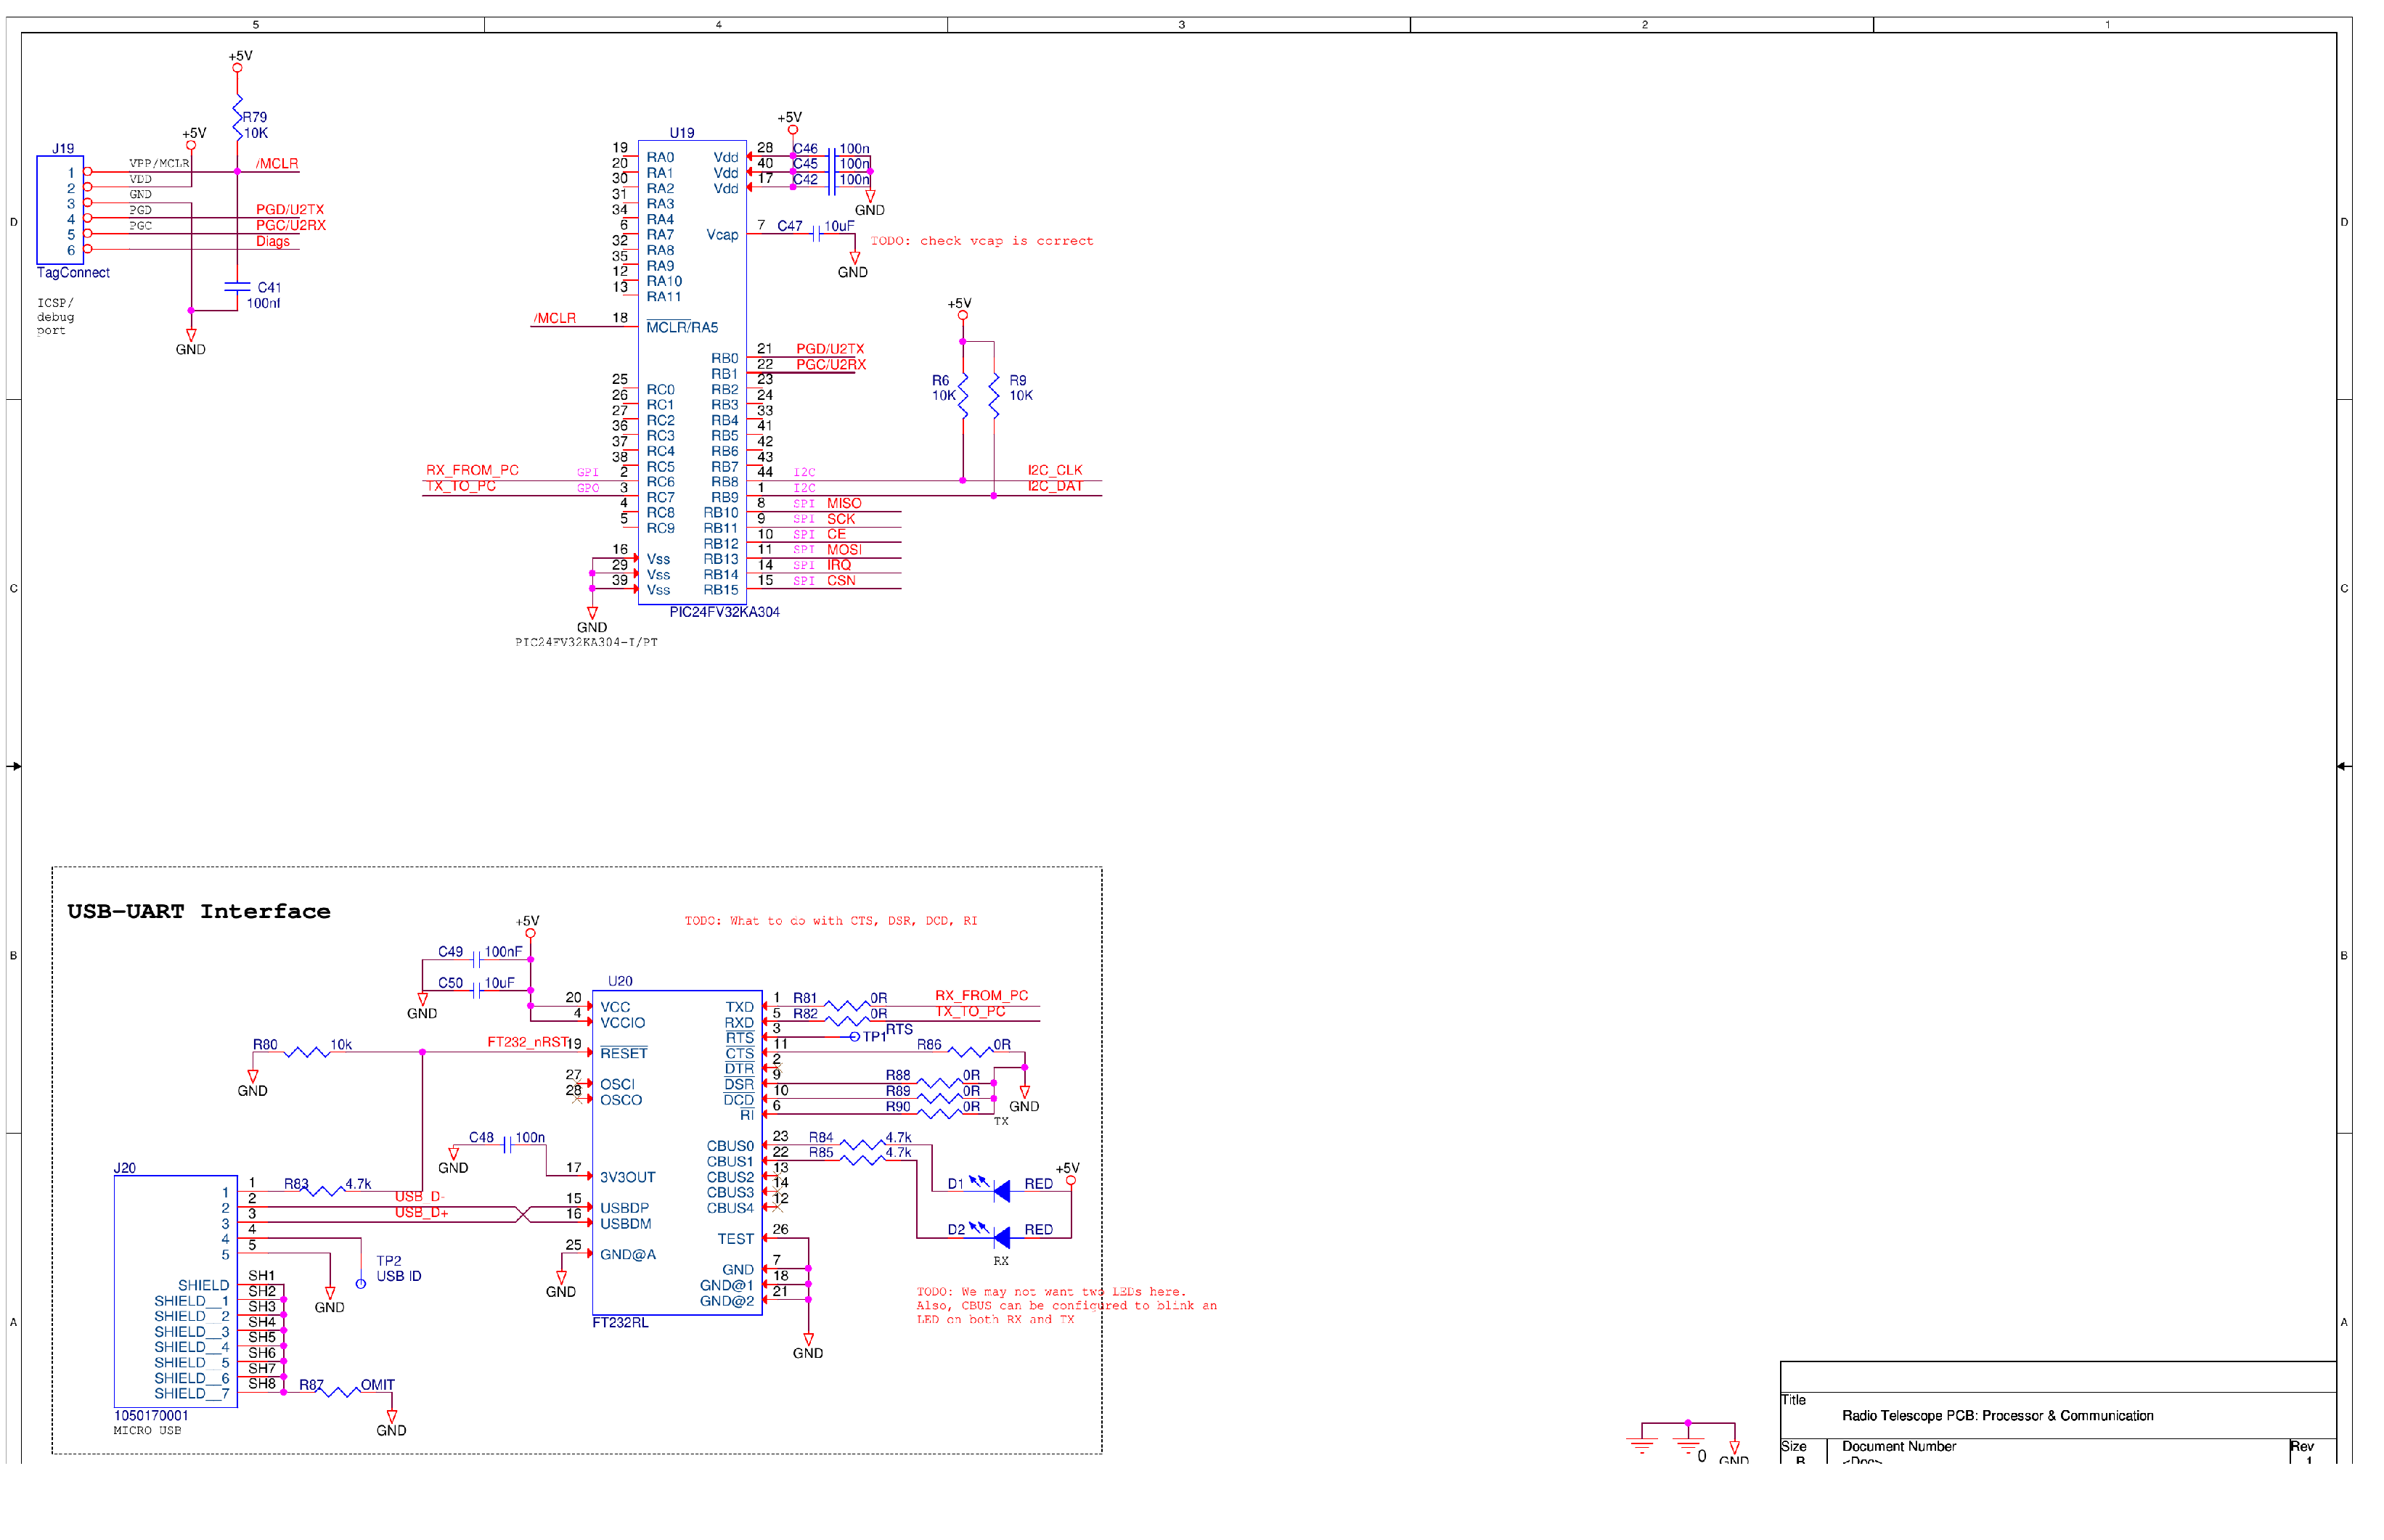 5 4 3 2 1
D
C
B
A
D
C
B
A
+5V
R79
10K
+5V
J19
VPP/MCLR /MCLR
VDD
GND
PGD PGD/U2TX
PGC PGC/U2RX
Diags
1
2
3
4
5
6
TagConnect
C41
100nf
ICSP/
debug
port
GND
U19
+5V
19 RA0
20 RA1
30 RA2
31 RA3
34 RA4
6 RA7
32 RA8
35 RA9
12 RA10
13 RA11
/MCLR 18 MCLR/RA5
25 RC0
26 RC1
27 RC2
36 RC3
37 RC4
38 RC5
RX_FROM_PC GPI 2 RC6
TX_TO_PC GPO 3 RC7
4 RC8
5 RC9
16 Vss
29 Vss
39 Vss
GND
Vdd 28 C46 100n
Vdd 40 C45 100n
Vdd 17 C42 100n
GND
Vcap 7 C47 10uF
GND
TODO: check vcap is correct
RB0 21 PGD/U2TX
RB1 22 PGC/U2RX
RB2 23
RB3 24
RB4 33
RB5 41
RB6 42
RB7 43
RB8 44 I2C I2C_CLK
RB9 1 I2C I2C_DAT
RB10 8 SPI MISO
RB11 9 SPI SCK
RB12 10 SPI CE
RB13 11 SPI MOSI
RB14 14 SPI IRQ
RB15 15 SPI CSN
+5V
R6
10K
R9
10K
PIC24FV32KA304
PIC24FV32KA304-I/PT
USB-UART Interface
TODO: What to do with CTS, DSR, DCD, RI
+5V
C49 100nF
C50 10uF
GND
U20
20 VCC
4 VCCIO
R80 10k FT232_nRST 19 RESET
GND
27 OSCI
28 OSCO
C48 100n
GND
17 3V3OUT
15 USBDP
16 USBDM
25 GND@A
GND
FT232RL
TXD 1 R81 0R RX_FROM_PC
RXD 5 R82 0R TX_TO_PC
RTS 3 TP1 RTS
CTS 11 R86 0R
DTR 2
DSR 9 R88 0R
DCD 10 R89 0R
RI 6 R90 0R
GND
TX
CBUS0 23 R84 4.7k
CBUS1 22 R85 4.7k
CBUS2 13
CBUS3 14
CBUS4 12
+5V
D1 RED
D2 RED
RX
TEST 26
GND 7
GND@1 18
GND@2 21
GND
TODO: We may not want two LEDs here.
Also, CBUS can be configured to blink an
LED on both RX and TX
J20
1 1 R83 4.7k
2 2 USB_D-
3 3 USB_D+
4 4
5 5
TP2
USB ID
GND
SHIELD SH1
SHIELD__1 SH2
SHIELD__2 SH3
SHIELD__3 SH4
SHIELD__4 SH5
SHIELD__5 SH6
SHIELD__6 SH7
SHIELD__7 SH8
R87 OMIT
GND
1050170001
MICRO USB
0 GND
Title
Radio Telescope PCB: Processor & Communication
Size Document Number Rev
B <Doc> 1